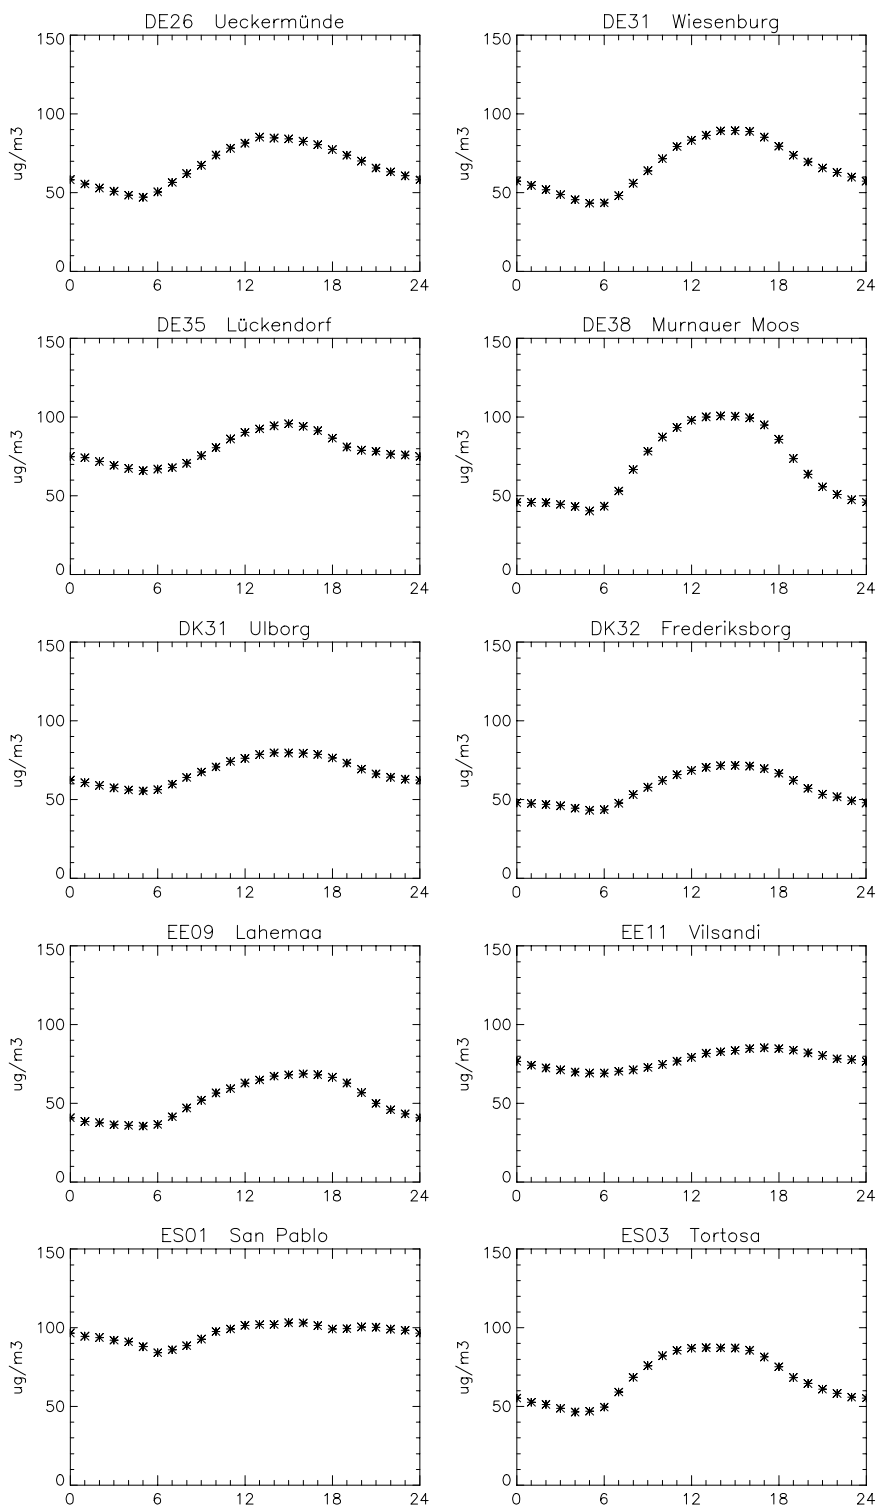 DE26 Ueckermünde
150
100
50
0
ug/m3
0 6 12 18 24
DE31 Wiesenburg
150
100
50
0
ug/m3
0 6 12 18 24
DE35 Lückendorf
150
100
50
0
ug/m3
0 6 12 18 24
DE38 Murnauer Moos
150
100
50
0
ug/m3
0 6 12 18 24
DK31 Ulborg
150
100
50
0
ug/m3
0 6 12 18 24
DK32 Frederiksborg
150
100
50
0
ug/m3
0 6 12 18 24
EE09 Lahemaa
150
100
50
0
ug/m3
0 6 12 18 24
EE11 Vilsandi
150
100
50
0
ug/m3
0 6 12 18 24
ES01 San Pablo
150
100
50
0
ug/m3
0 6 12 18 24
ES03 Tortosa
150
100
50
0
ug/m3
0 6 12 18 24